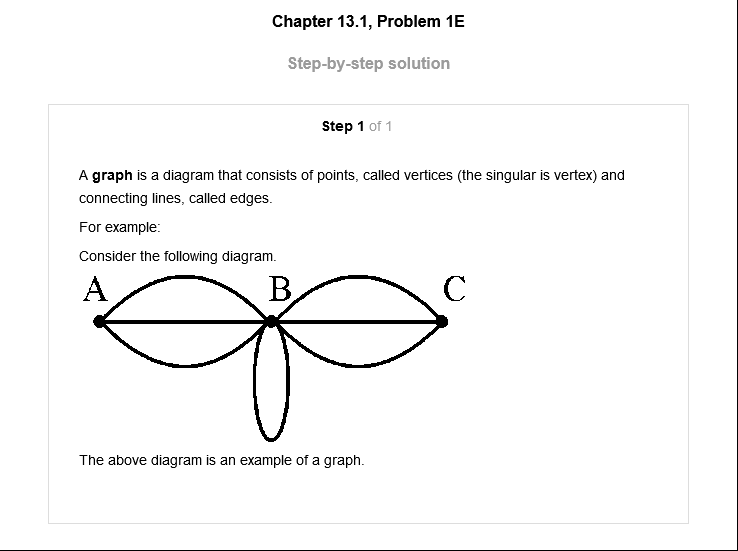 Chapter 13.1, Problem 1E
Step-by-step solution
Step 1 of 1
A graph is a diagram that consists of points, called vertices (the singular is vertex) and
connecting lines, called edges.
For example:
Consider the following diagram.
A B C
The above diagram is an example of a graph.